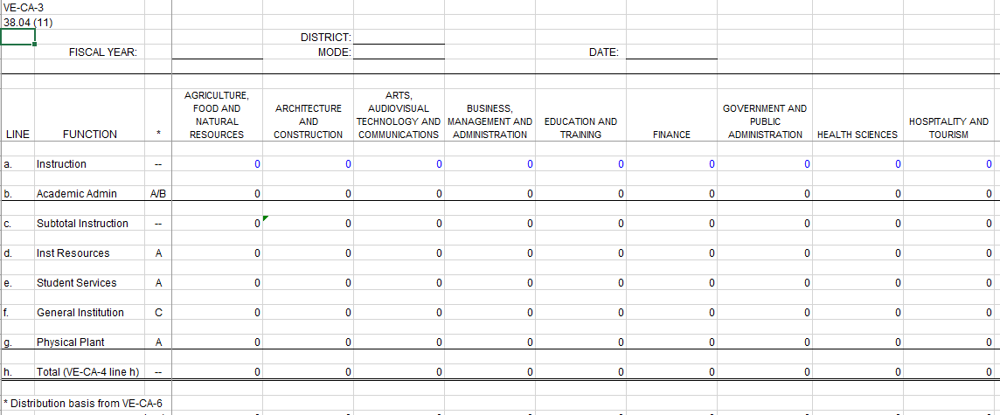 VE-CA-3
38.04 (11)
DISTRICT:
FISCAL YEAR: MODE: DATE:
AGRICULTURE, ARTS,
FOOD AND ARCHITECTURE AUDIOVISUAL BUSINESS, GOVERNMENT AND
NATURAL AND TECHNOLOGY AND MANAGEMENT AND EDUCATION AND PUBLIC HOSPITALITY AND
LINE FUNCTION * RESOURCES CONSTRUCTION COMMUNICATIONS ADMINISTRATION TRAINING FINANCE ADMINISTRATION HEALTH SCIENCES TOURISM
a. Instruction -- 0 0 0 0 0 0 0 0 0
b. Academic Admin A/B 0 0 0 0 0 0 0 0 0
c. Subtotal Instruction -- 0 0 0 0 0 0 0 0 0
d. Inst Resources A 0 0 0 0 0 0 0 0 0
e. Student Services A 0 0 0 0 0 0 0 0 0
f. General Institution C 0 0 0 0 0 0 0 0 0
g. Physical Plant A 0 0 0 0 0 0 0 0 0
h. Total (VE-CA-4 line h) -- 0 0 0 0 0 0 0 0 0
* Distribution basis from VE-CA-6